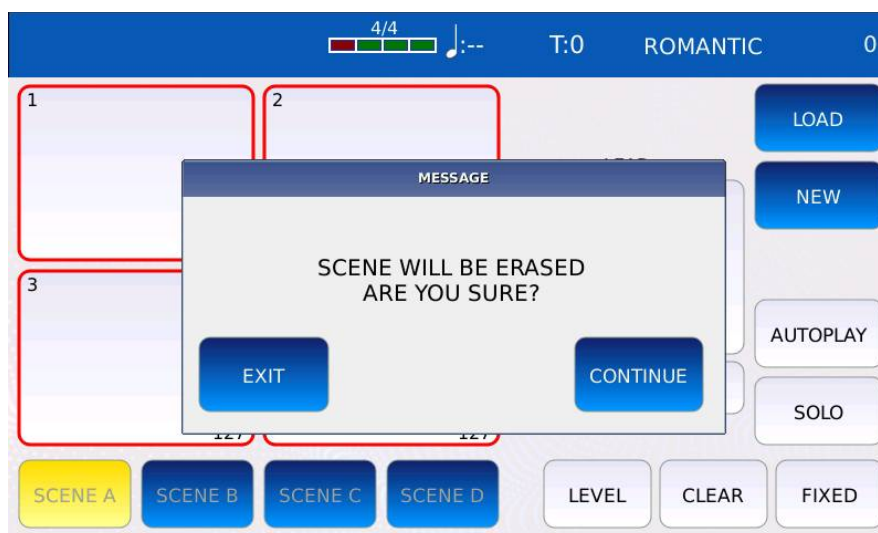 4/4
:--
T:0
ROMANTIC
0
1
2
LOAD
MESSAGE
NEW
SCENE WILL BE ERASED
ARE YOU SURE?
3
AUTOPLAY
EXIT
CONTINUE
SOLO
127
127
SCENE A
SCENE B
SCENE C
SCENE D
LEVEL
CLEAR
FIXED